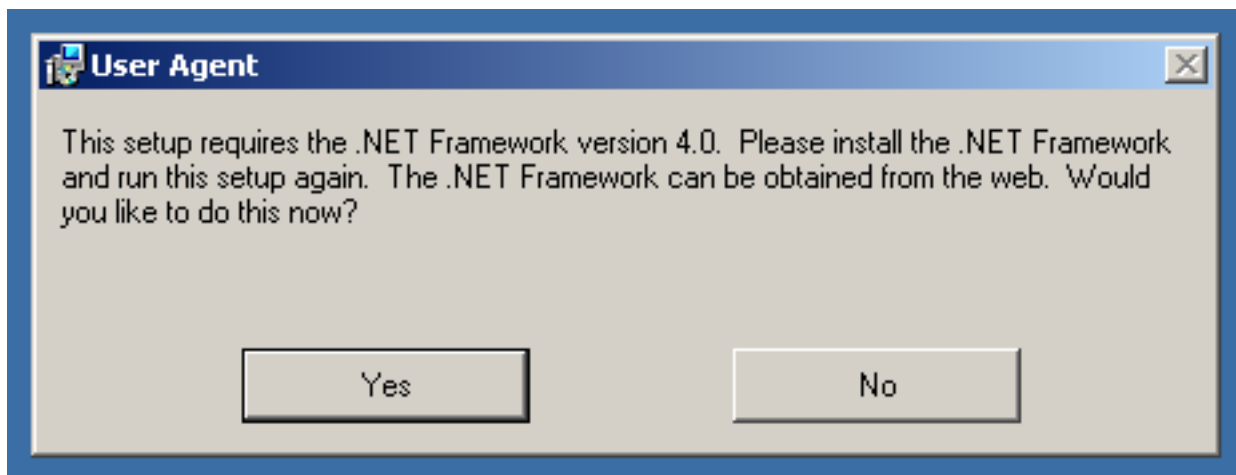 User Agent
This setup requires the .NET Framework version 4.0.  Please install the .NET Framework
and run this setup again.  The .NET Framework can be obtained from the web.  Would
you like to do this now?
Yes
No